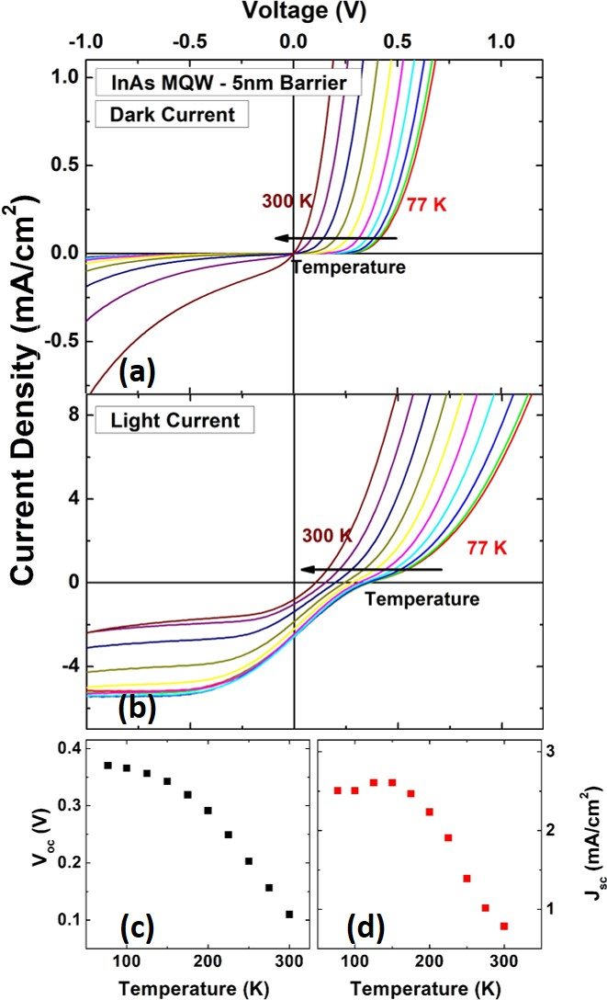 Voltage (V)
-1.0 -0.5 0.0 0.5 1.0
InAs MQW - 5nm Barrier
Dark Current
1.0
0.5
0.0
-0.5
300 K
77 K
Temperature
(a)
Current Density (mA/cm²)
Light Current
8
4
0
-4
300 K
77 K
Temperature
(b)
0.4
0.3
0.2
0.1
Voc (V)
(c)
100 200 300
Temperature (K)
3
2
1
Jsc (mA/cm²)
(d)
100 200 300
Temperature (K)